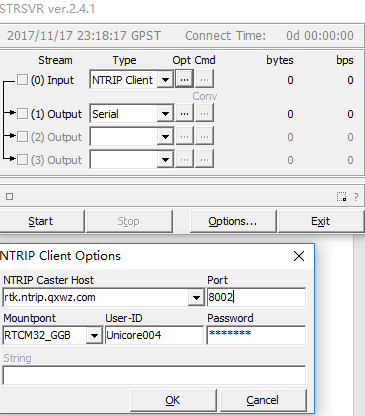 STRSVR ver.2.4.1
2017/11/17 23:18:17 GPST Connect Time: 0d 00:00:00
Stream Type Opt Cmd bytes bps
(0) Input NTRIP Client ... ... 0 0
Conv
(1) Output Serial ... ... 0 0
(2) Output ... ... 0 0
(3) Output ... ... 0 0
?
Start Stop Options... Exit
NTRIP Client Options
NTRIP Caster Host Port
rtk.ntrip.qxwz.com 8002
Mountpont User-ID Password
RTCM32_GGB Unicore004 *******
String
OK Cancel